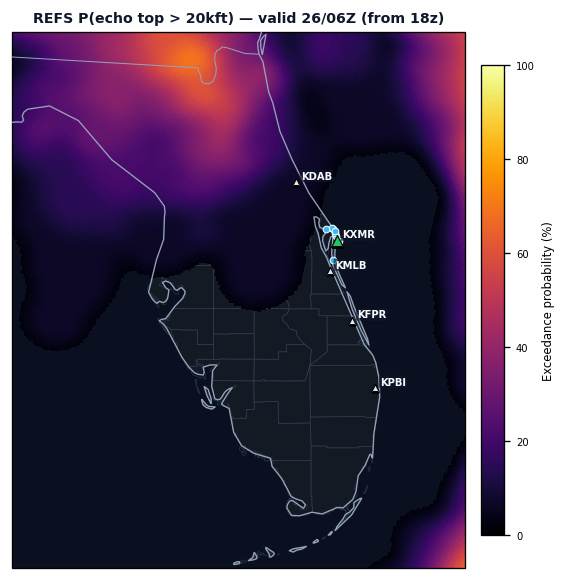 REFS P(echo top > 20kft) — valid 26/06Z (from 18z)
KDAB
KXMR
KMLB
KFPR
KPBI
100
80
60
40
20
0
Exceedance probability (%)